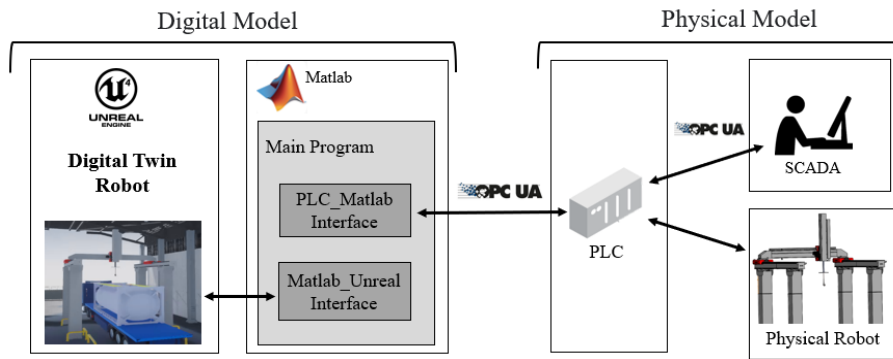 Digital Model
Physical Model
4
UNREAL
ENGINE
Digital Twin
Robot
Matlab
Main Program
PLC_Matlab
Interface
Matlab_Unreal
Interface
OPC UA
PLC
OPC UA
SCADA
Physical Robot